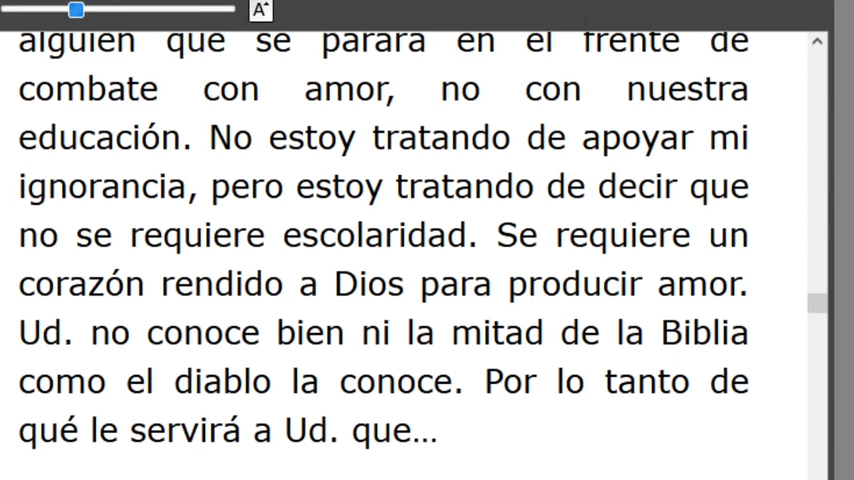 A
alguien que se parara en el frente de
combate con amor, no con nuestra
educación. No estoy tratando de apoyar mi
ignorancia, pero estoy tratando de decir que
no se requiere escolaridad. Se requiere un
corazón rendido a Dios para producir amor.
Ud. no conoce bien ni la mitad de la Biblia
como el diablo la conoce. Por lo tanto de
qué le servirá a Ud. que…